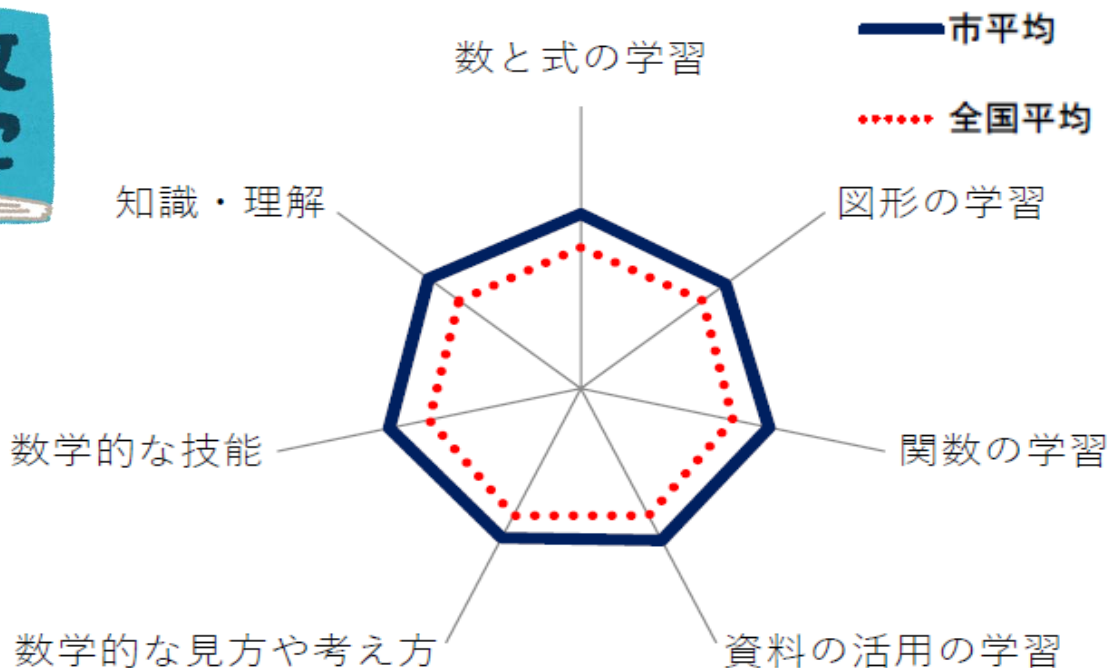 市平均
全国平均
数と式の学習
図形の学習
関数の学習
資料の活用の学習
数学的な見方や考え方
数学的な技能
知識・理解